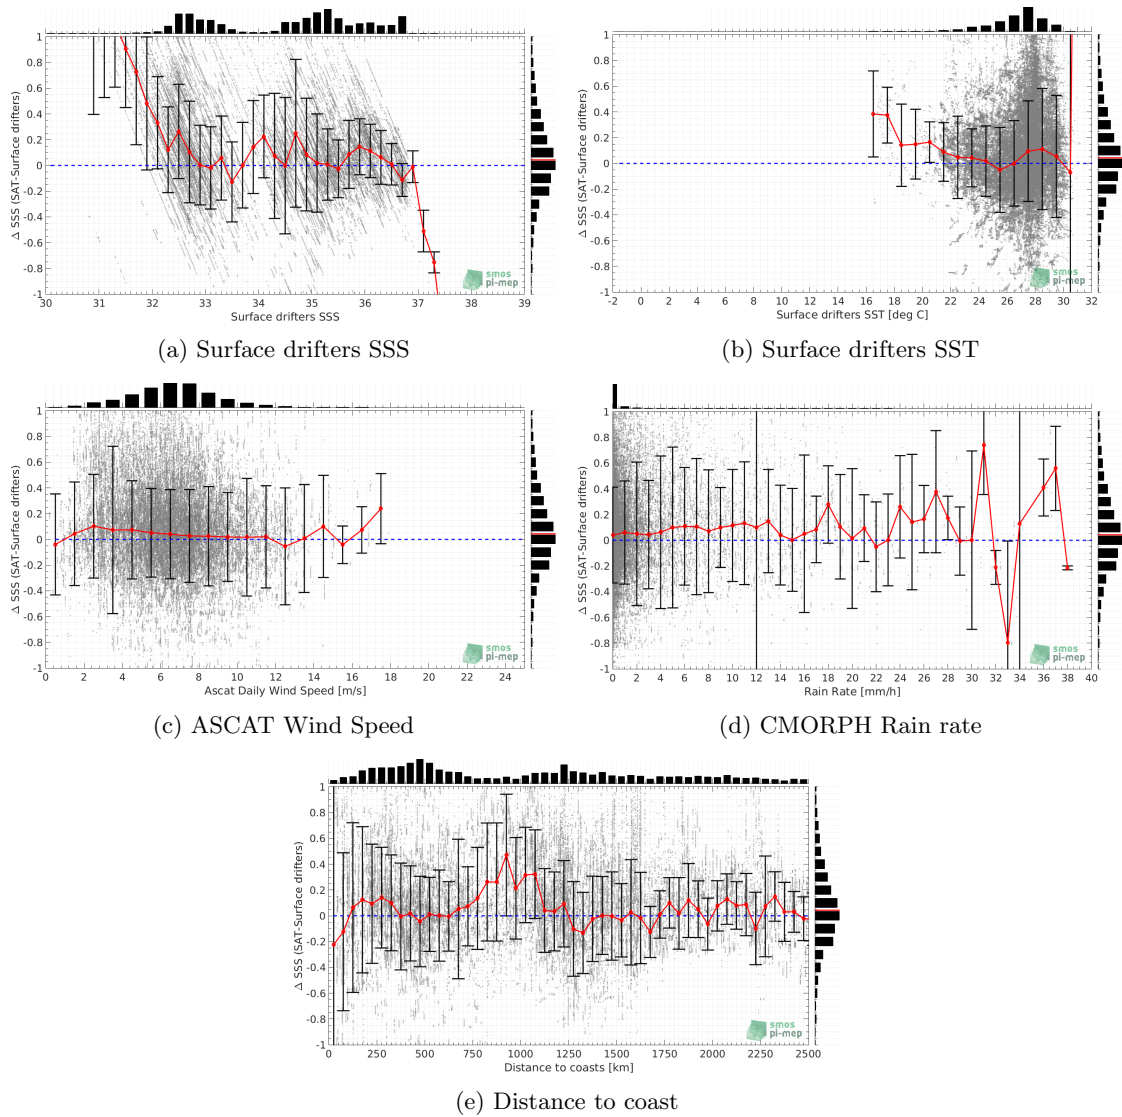 Δ SSS (SAT-Surface drifters)
1
0.8
0.6
0.4
0.2
0
-0.2
-0.4
-0.6
-0.8
-1
30 31 32 33 34 35 36 37 38 39
Surface drifters SSS
smos
pi-mep
(a) Surface drifters SSS
Δ SSS (SAT-Surface drifters)
1
0.8
0.6
0.4
0.2
0
-0.2
-0.4
-0.6
-0.8
-1
-2 0 2 4 6 8 10 12 14 16 18 20 22 24 26 28 30 32
Surface drifters SST [deg C]
smos
pi-mep
(b) Surface drifters SST
Δ SSS (SAT-Surface drifters)
1
0.8
0.6
0.4
0.2
0
-0.2
-0.4
-0.6
-0.8
-1
0 2 4 6 8 10 12 14 16 18 20 22 24
Ascat Daily Wind Speed [m/s]
smos
pi-mep
(c) ASCAT Wind Speed
Δ SSS (SAT-Surface drifters)
1
0.8
0.6
0.4
0.2
0
-0.2
-0.4
-0.6
-0.8
-1
0 2 4 6 8 10 12 14 16 18 20 22 24 26 28 30 32 34 36 38 40
Rain Rate [mm/h]
smos
pi-mep
(d) CMORPH Rain rate
Δ SSS (SAT-Surface drifters)
1
0.8
0.6
0.4
0.2
0
-0.2
-0.4
-0.6
-0.8
-1
0 250 500 750 1000 1250 1500 1750 2000 2250 2500
Distance to coasts [km]
smos
pi-mep
(e) Distance to coast